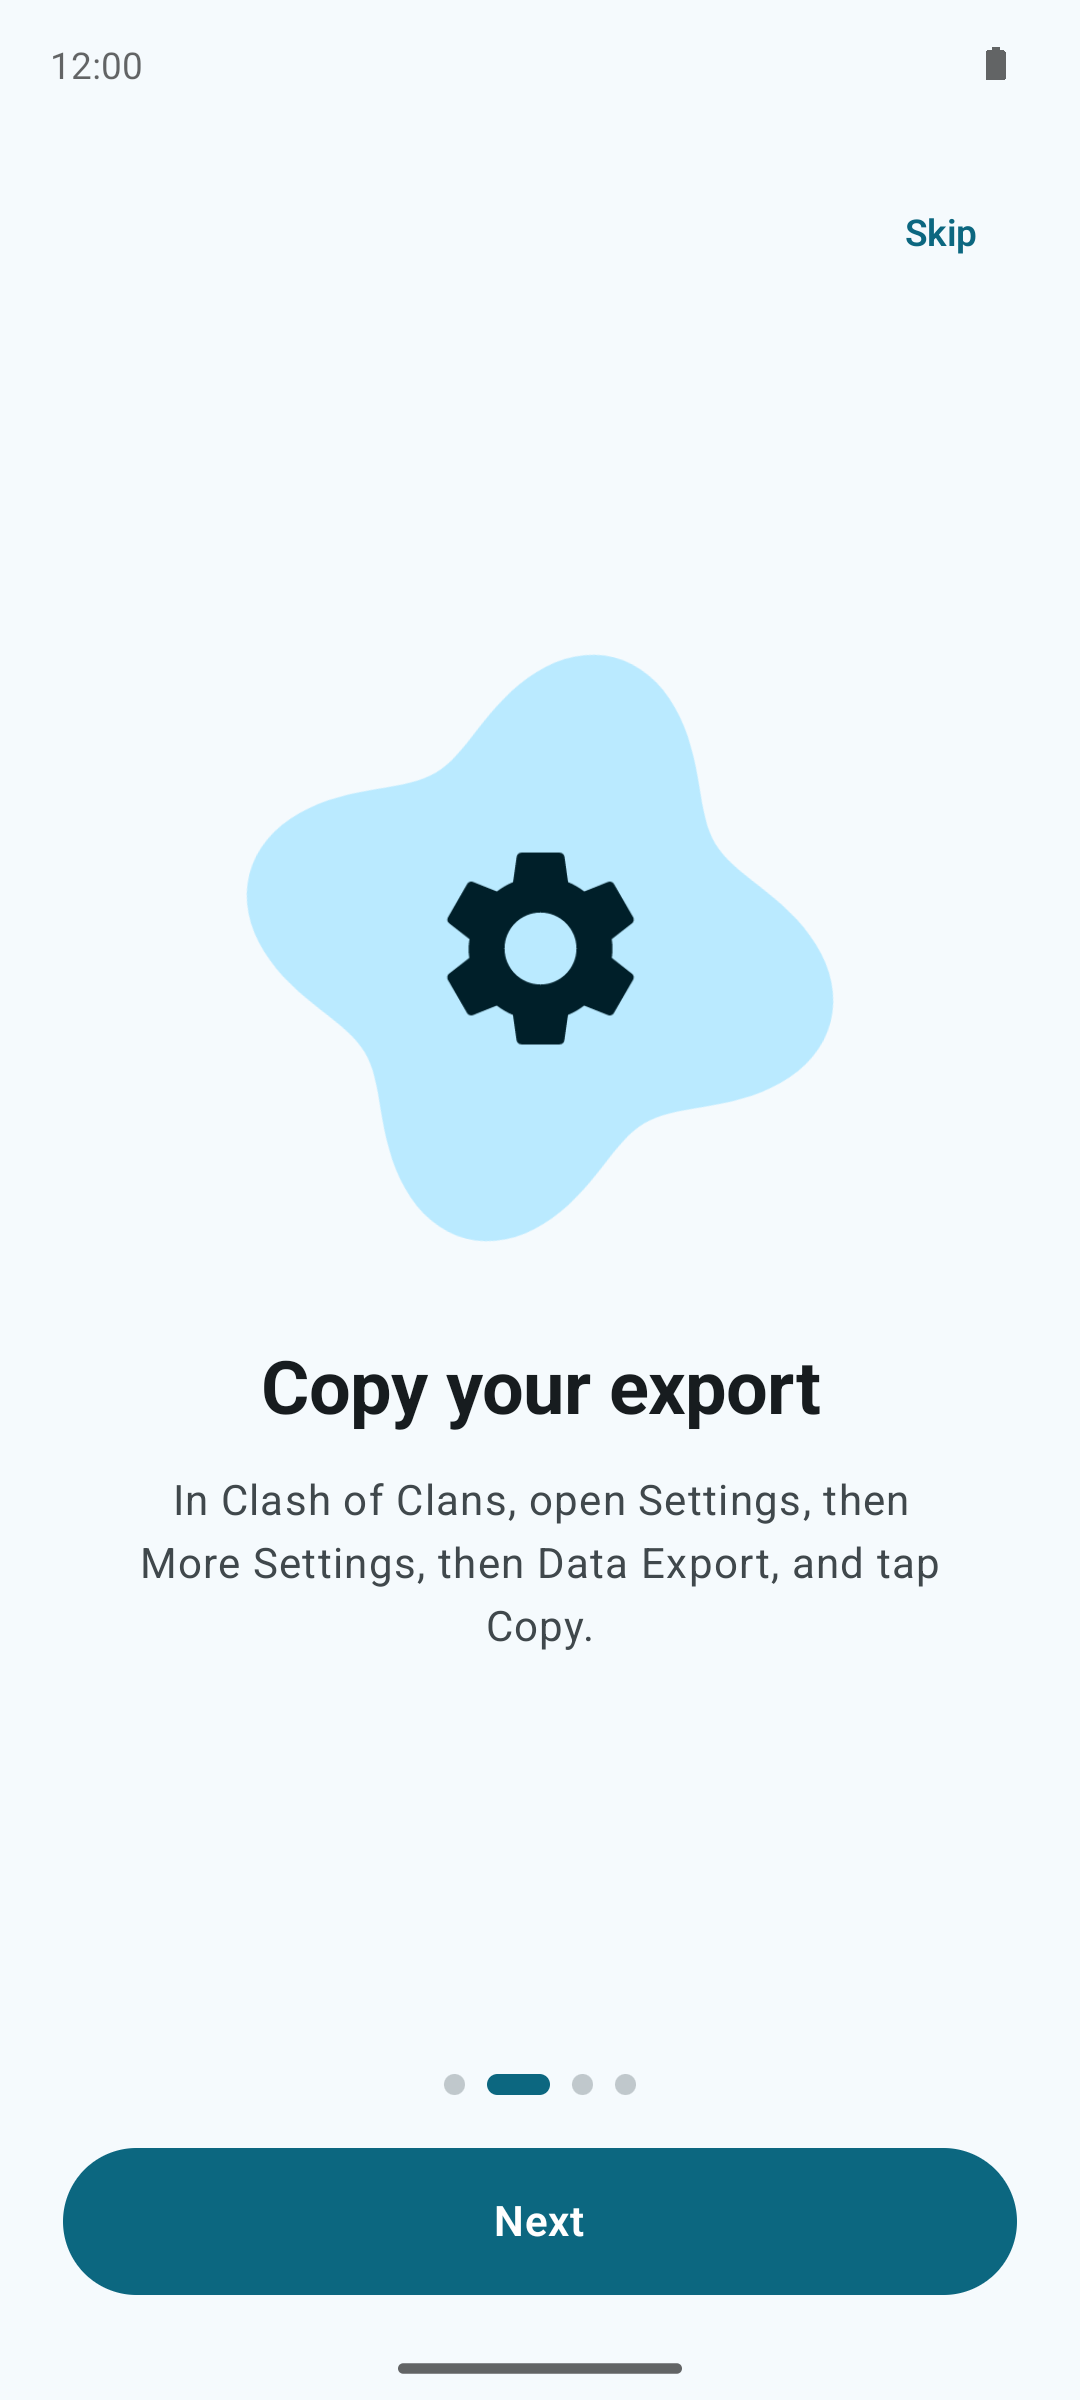 12:00
Skip
Copy your export
In Clash of Clans, open Settings, then
More Settings, then Data Export, and tap
Copy.
Next